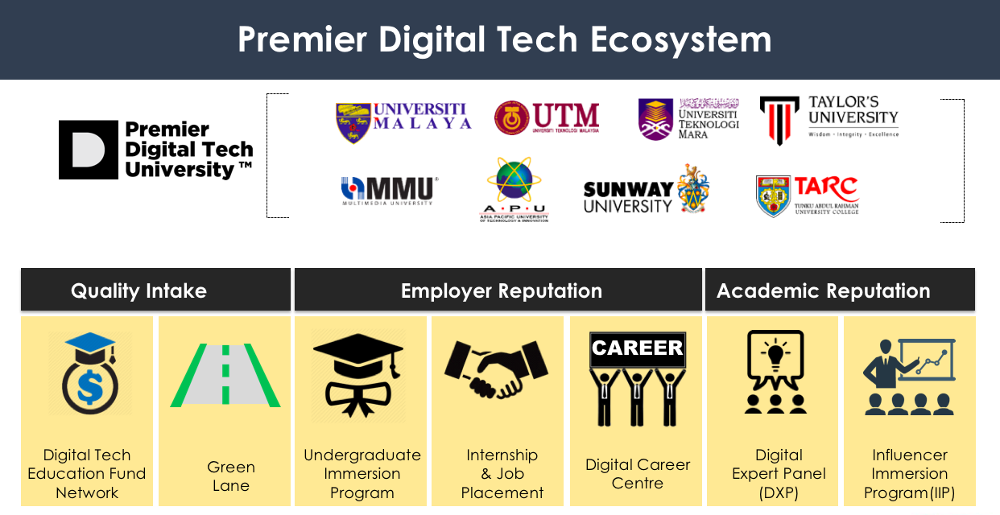 Premier Digital Tech Ecosystem
Premier
Digital Tech
University™
UNIVERSITI
MALAYA
UTM
UNIVERSITI TEKNOLOGI MALAYSIA
UNIVERSITI
TEKNOLOGI
MARA
TAYLOR'S
UNIVERSITY
Wisdom • Integrity • Excellence
MMU®
MULTIMEDIA UNIVERSITY
A•P•U
ASIA PACIFIC UNIVERSITY
OF TECHNOLOGY & INNOVATION
SUNWAY
UNIVERSITY
TARC
TUNKU ABDUL RAHMAN
UNIVERSITY COLLEGE
Quality Intake
Employer Reputation
Academic Reputation
$
CAREER
Digital Tech
Education Fund
Network
Green
Lane
Undergraduate
Immersion
Program
Internship
& Job
Placement
Digital Career
Centre
Digital
Expert Panel
(DXP)
Influencer
Immersion
Program(IIP)